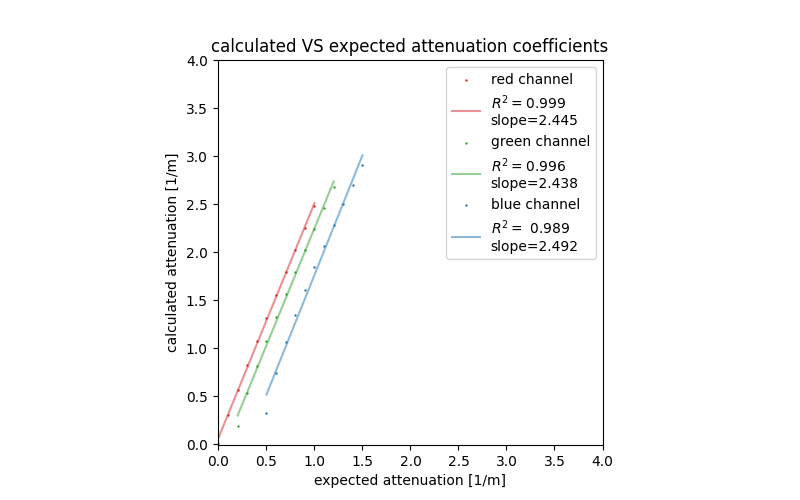 calculated VS expected attenuation coefficients
4.0
3.5
3.0
2.5
2.0
1.5
1.0
0.5
0.0
calculated attenuation [1/m]
red channel
R² = 0.999
slope=2.445
green channel
R² = 0.996
slope=2.438
blue channel
R² = 0.989
slope=2.492
0.0 0.5 1.0 1.5 2.0 2.5 3.0 3.5 4.0
expected attenuation [1/m]